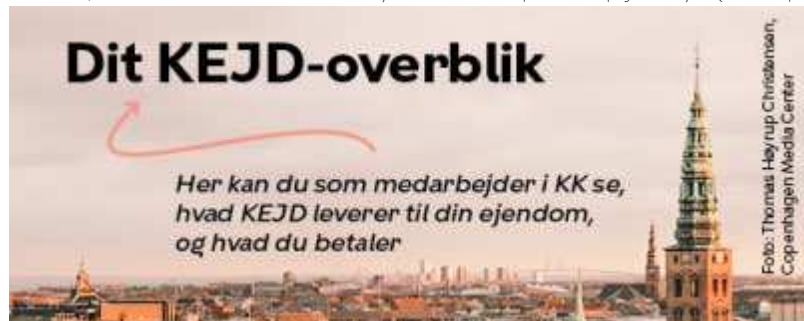 Dit KEJD-overblik
Her kan du som medarbejder i KK se,
hvad KEJD leverer til din ejendom,
og hvad du betaler
Foto: Thomas Høyrup Christensen,
Copenhagen Media Center